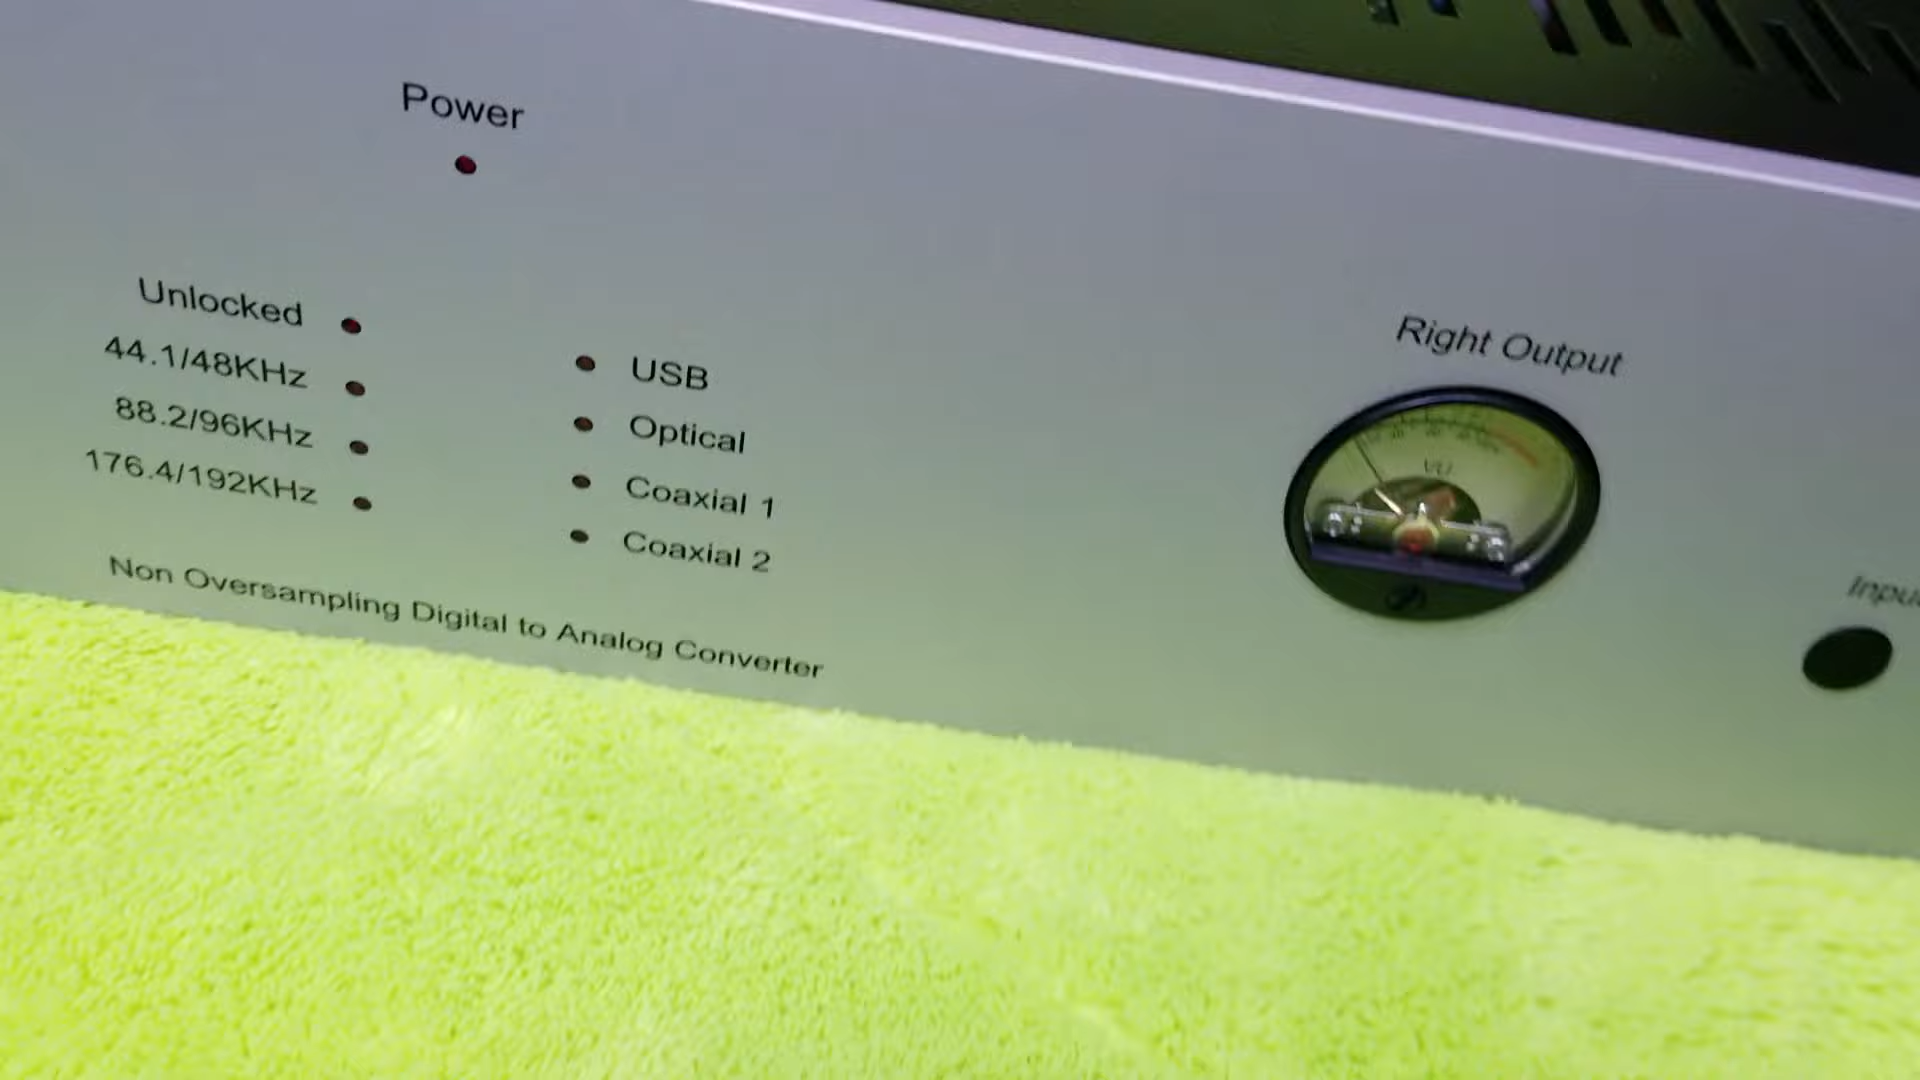 Power
Unlocked
44.1/48KHz
88.2/96KHz
176.4/192KHz
USB
Optical
Coaxial 1
Coaxial 2
Non Oversampling Digital to Analog Converter
Right Output
VU